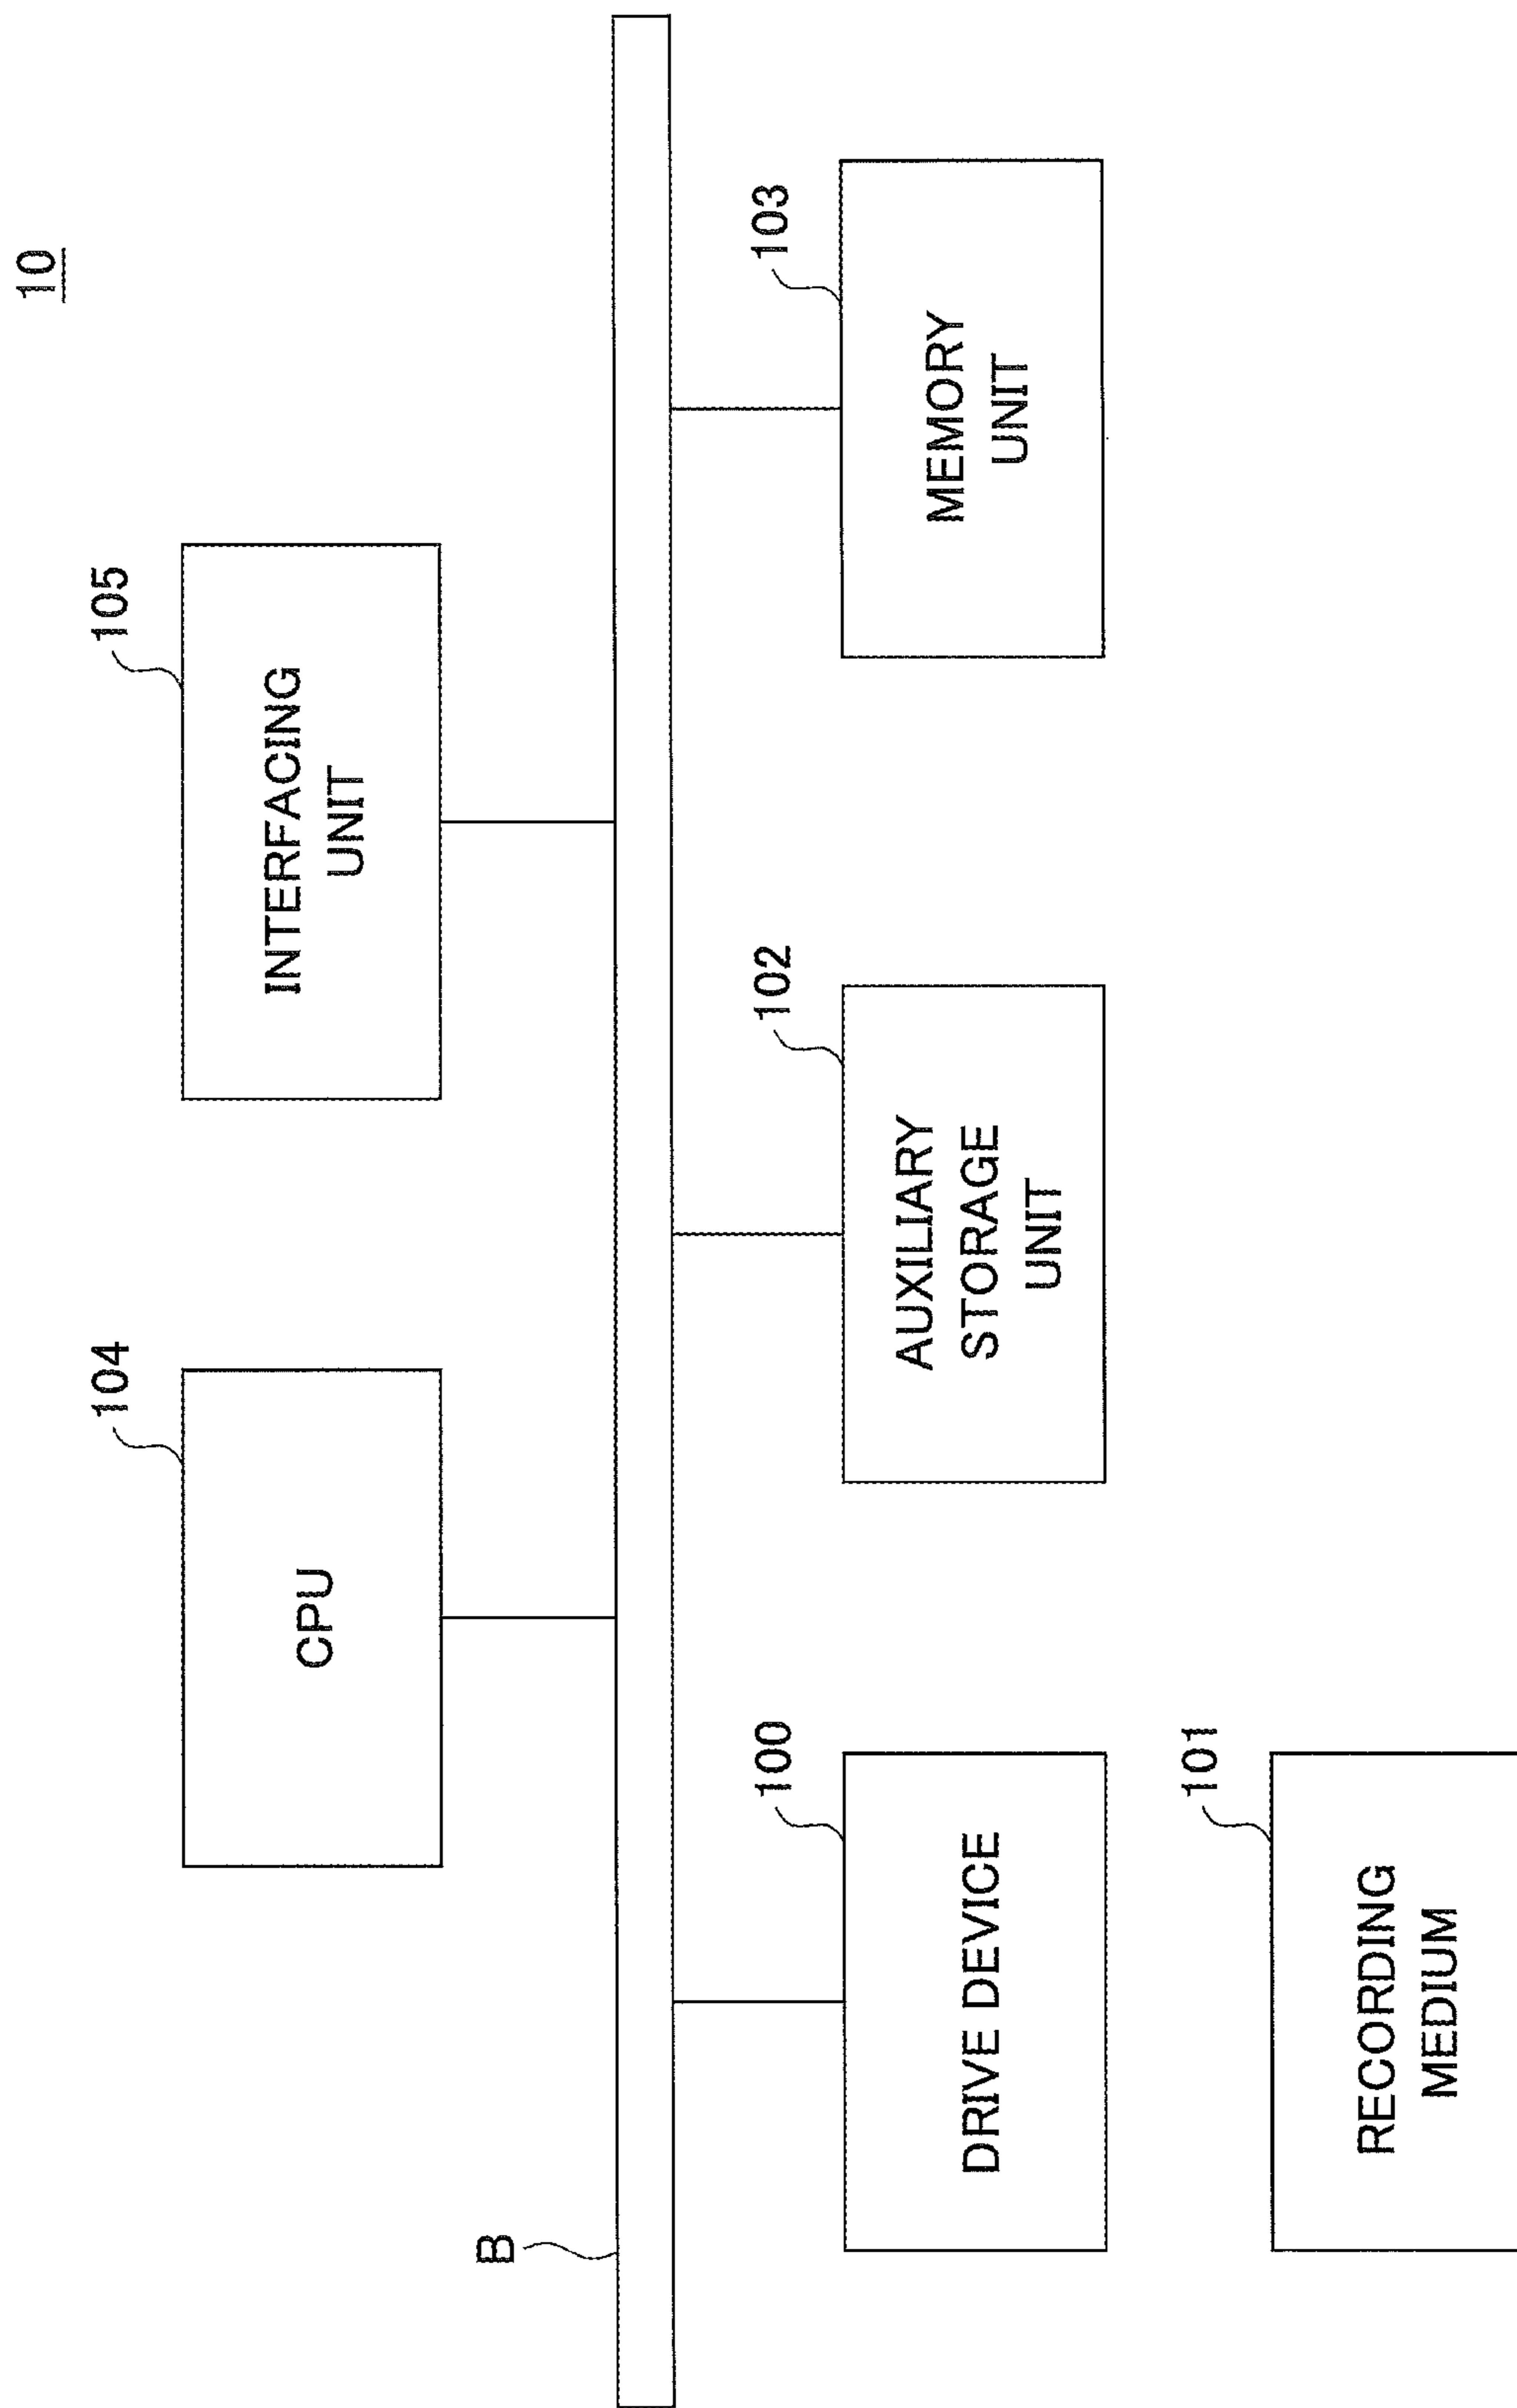 10
104
CPU
105
INTERFACING
UNIT
B
100
DRIVE DEVICE
102
AUXILIARY
STORAGE
UNIT
103
MEMORY
UNIT
101
RECORDING
MEDIUM